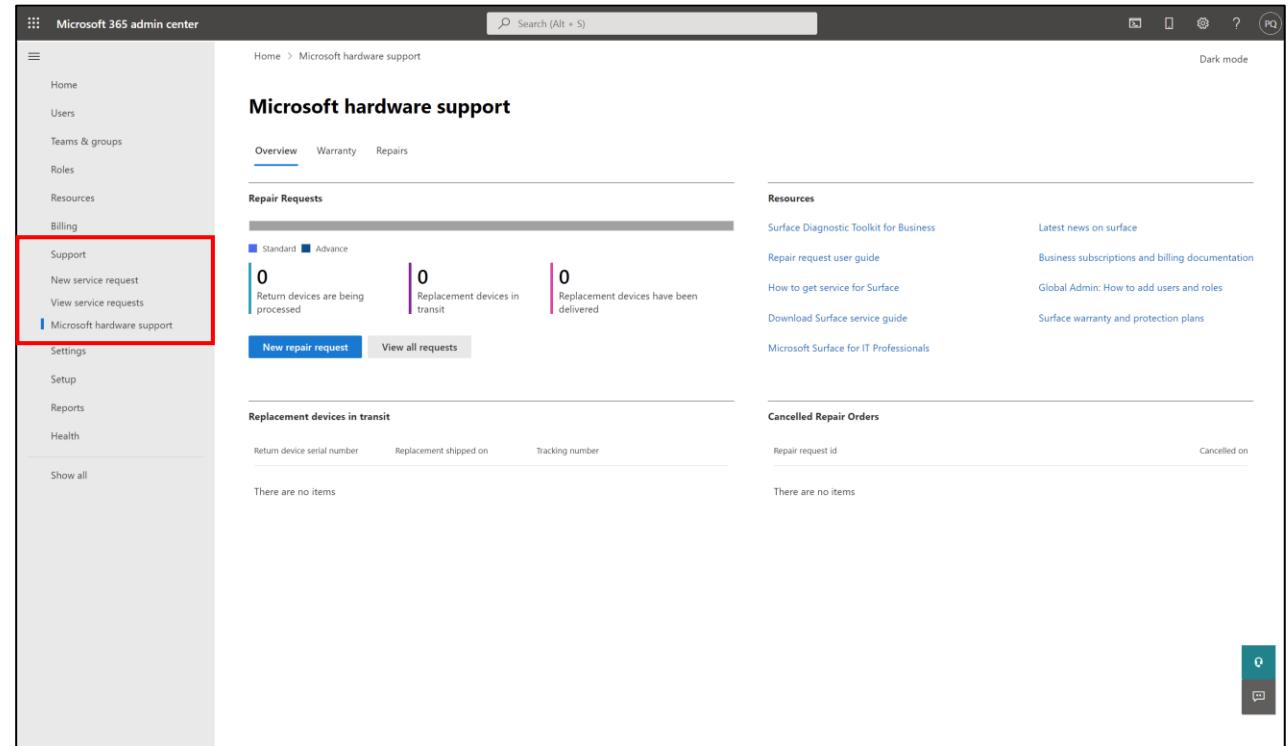 Microsoft 365 admin center
Search (Alt + S)
?
PQ
Home > Microsoft hardware support
Dark mode
Home
Users
Teams & groups
Roles
Resources
Billing
Support
New service request
View service requests
Microsoft hardware support
Settings
Setup
Reports
Health
Show all
Microsoft hardware support
Overview Warranty Repairs
Repair Requests
Standard Advance
0
Return devices are being
processed
0
Replacement devices in
transit
0
Replacement devices have been
delivered
New repair request View all requests
Resources
Surface Diagnostic Toolkit for Business
Repair request user guide
How to get service for Surface
Download Surface service guide
Microsoft Surface for IT Professionals
Latest news on surface
Business subscriptions and billing documentation
Global Admin: How to add users and roles
Surface warranty and protection plans
Replacement devices in transit
Return device serial number Replacement shipped on Tracking number
There are no items
Cancelled Repair Orders
Repair request id Cancelled on
There are no items